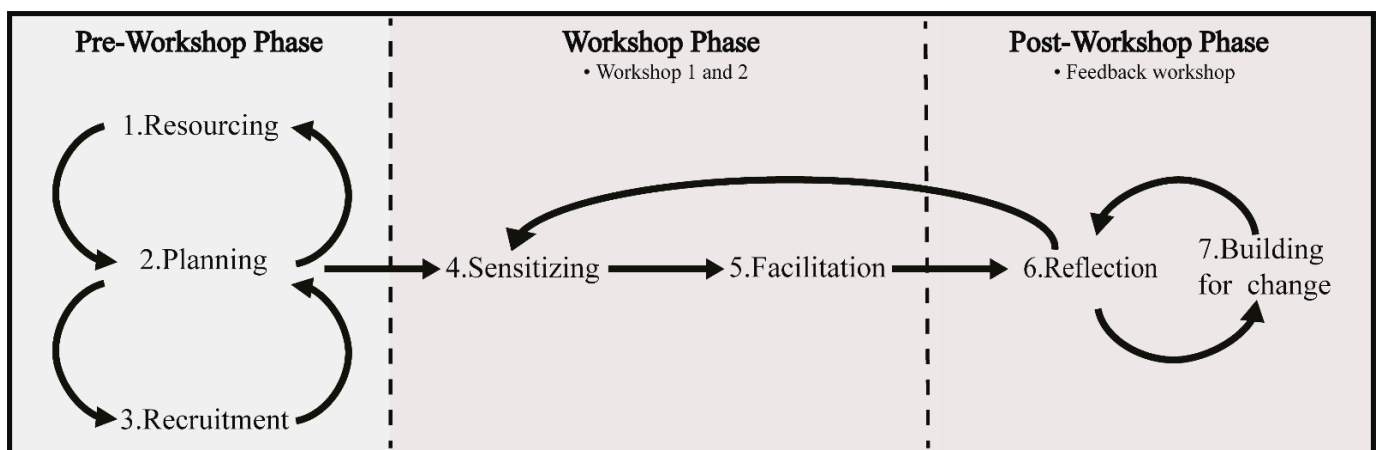 Pre-Workshop Phase
Workshop Phase
• Workshop 1 and 2
Post-Workshop Phase
• Feedback workshop
1.Resourcing
2.Planning
3.Recruitment
4.Sensitizing
5.Facilitation
6.Reflection
7.Building
for change